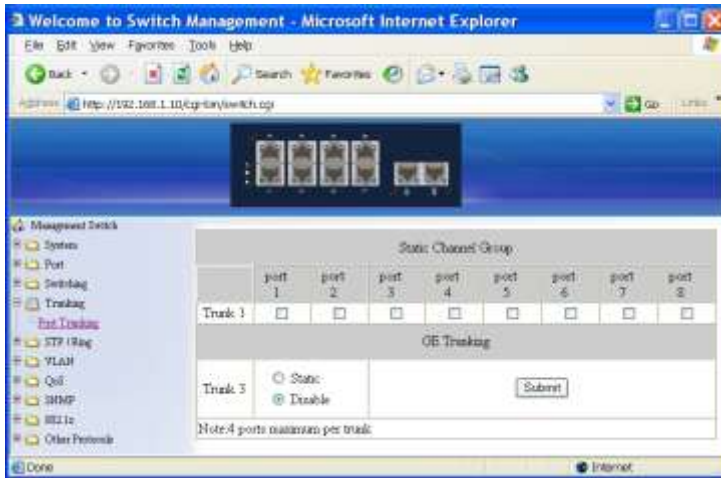 Welcome to Switch Management - Microsoft Internet Explorer
File Edit View Favorites Tools Help
Back Search Favorites
Address http://192.168.1.10/cgi-bin/switch.cgi Go Links
Management Switch
System
Port
Switching
Trunking
Port Trunking
STP / Ring
VLAN
QoS
SNMP
802.1x
Other Protocols
Static Channel Group
port 1 port 2 port 3 port 4 port 5 port 6 port 7 port 8
Trunk 1
GE Trunking
Trunk 3
Static
Disable
Submit
Note:4 ports maximum per trunk
Done
Internet